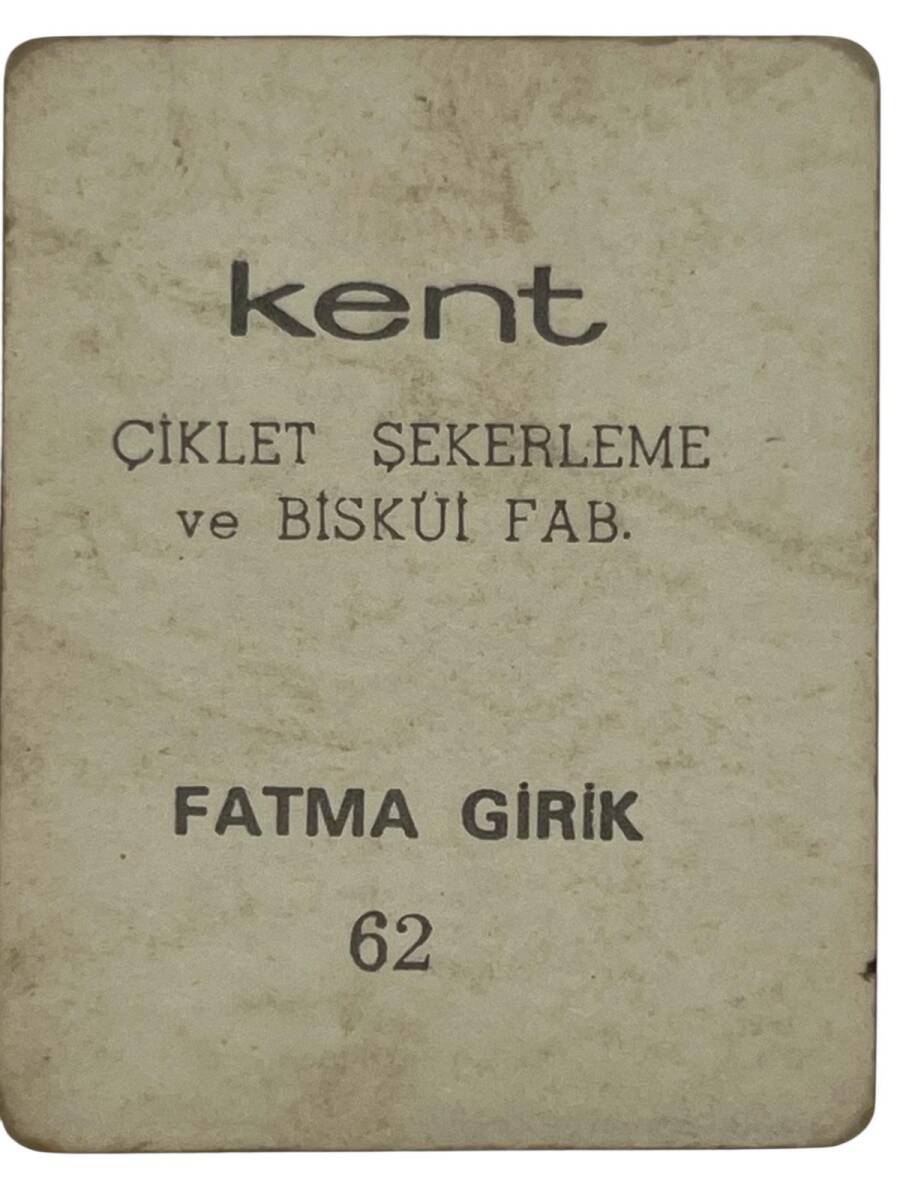 kent
ÇİKLET ŞEKERLEME
ve BİSKÜİ FAB.
FATMA GİRİK
62